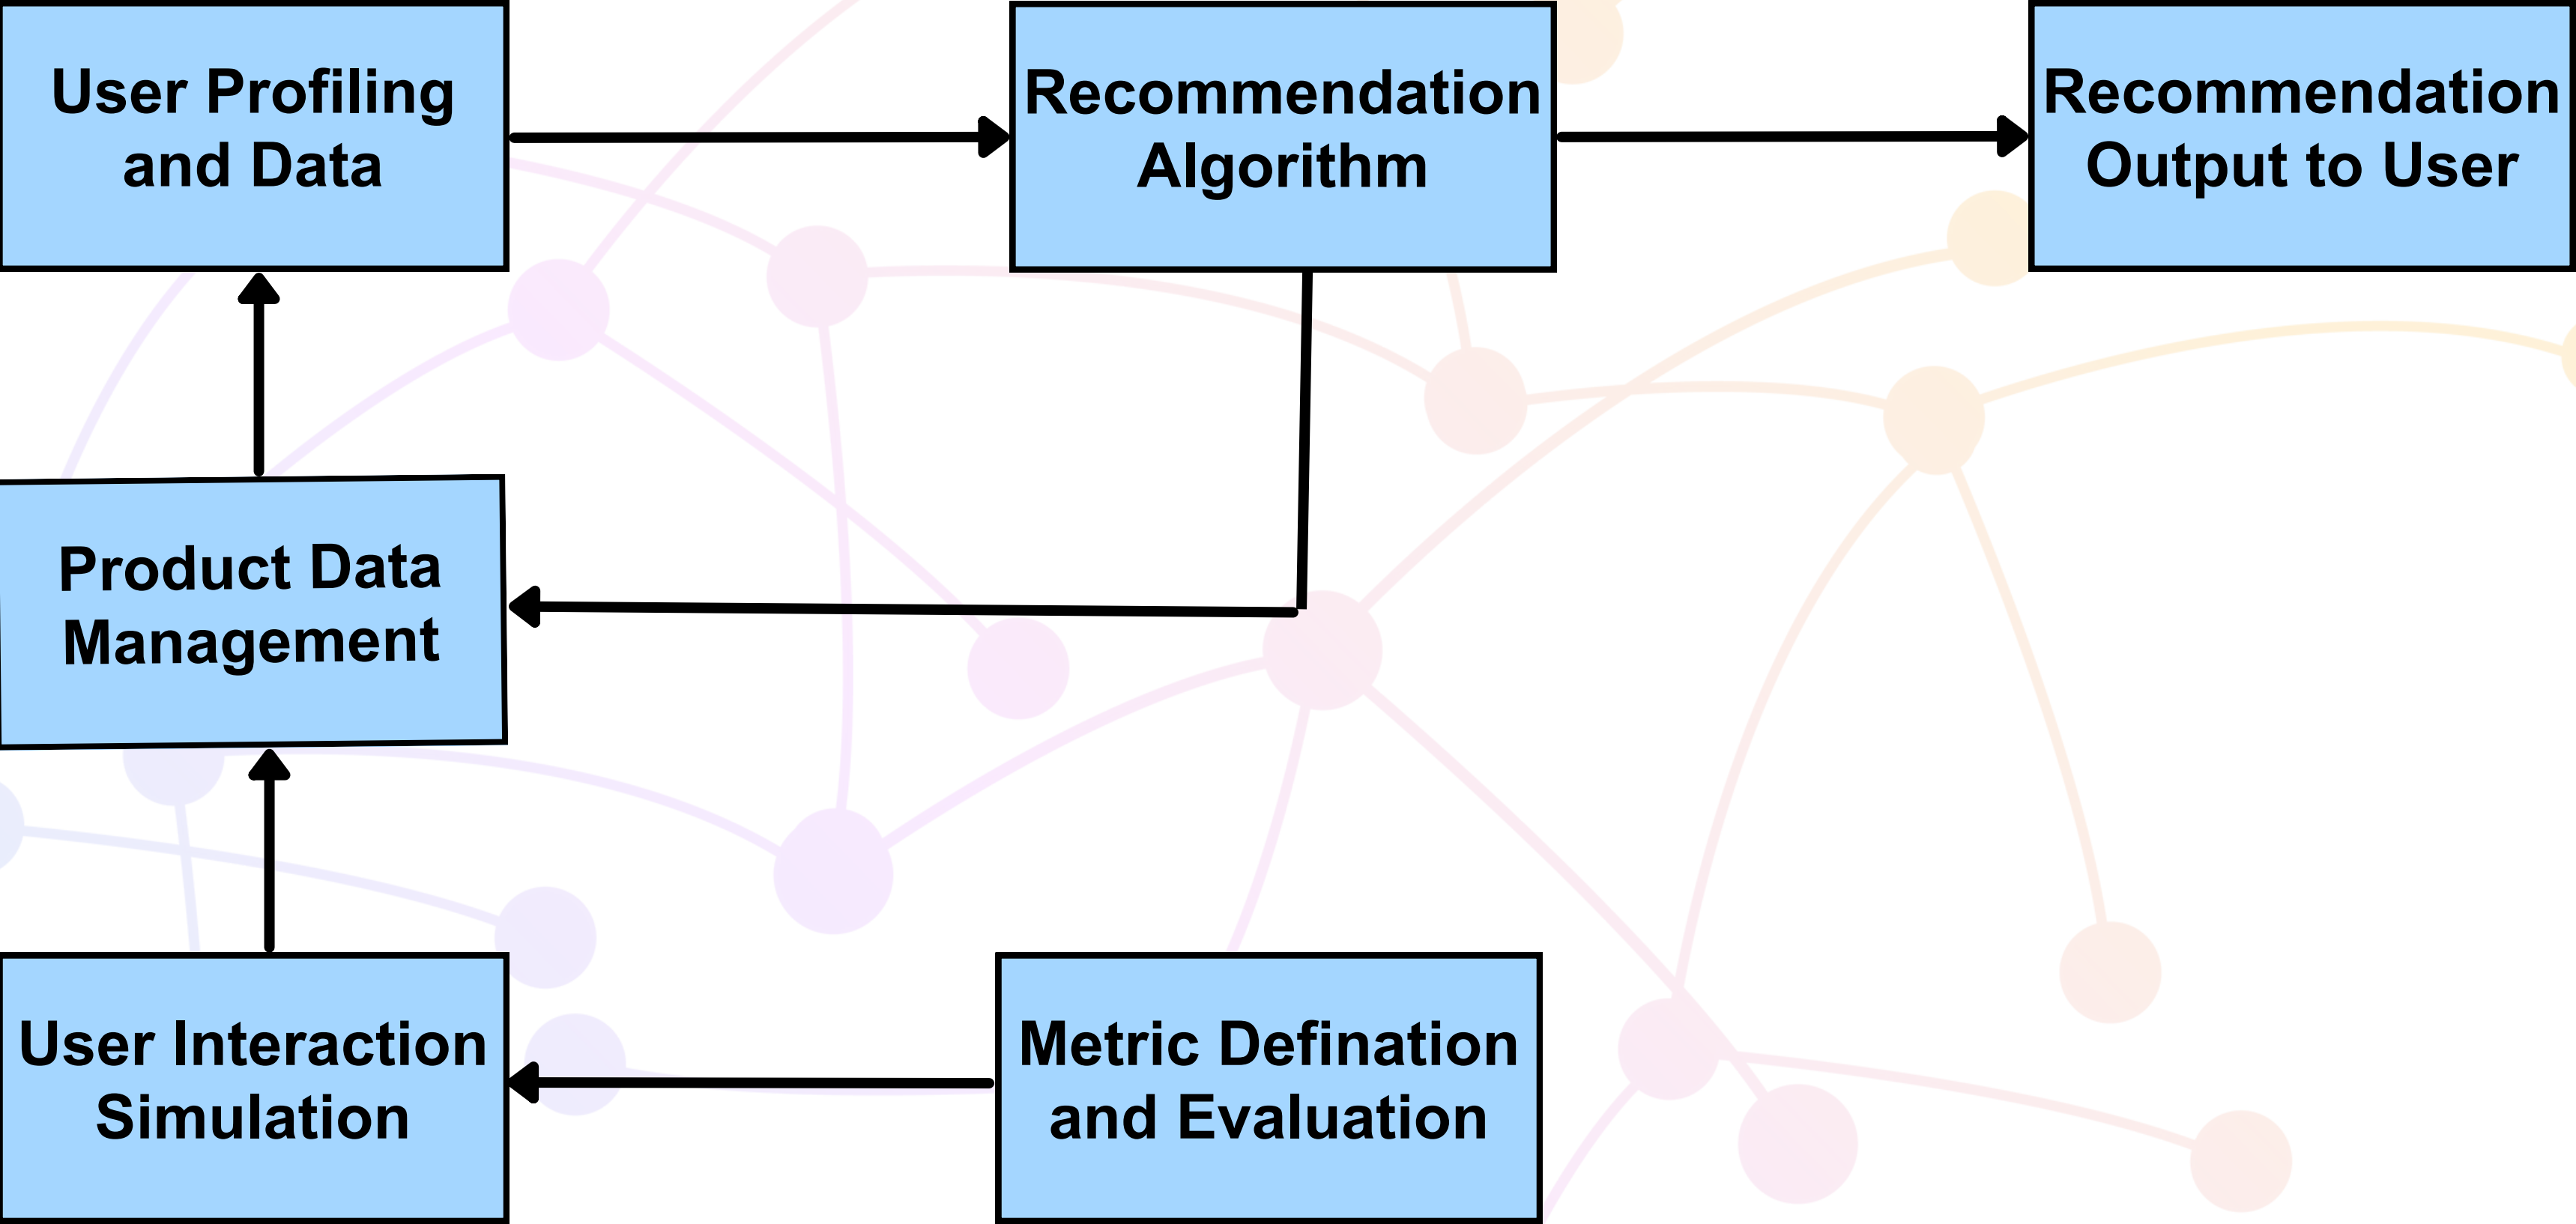 User Profiling
and Data
Recommendation
Algorithm
Recommendation
Output to User
Product Data
Management
User Interaction
Simulation
Metric Defination
and Evaluation